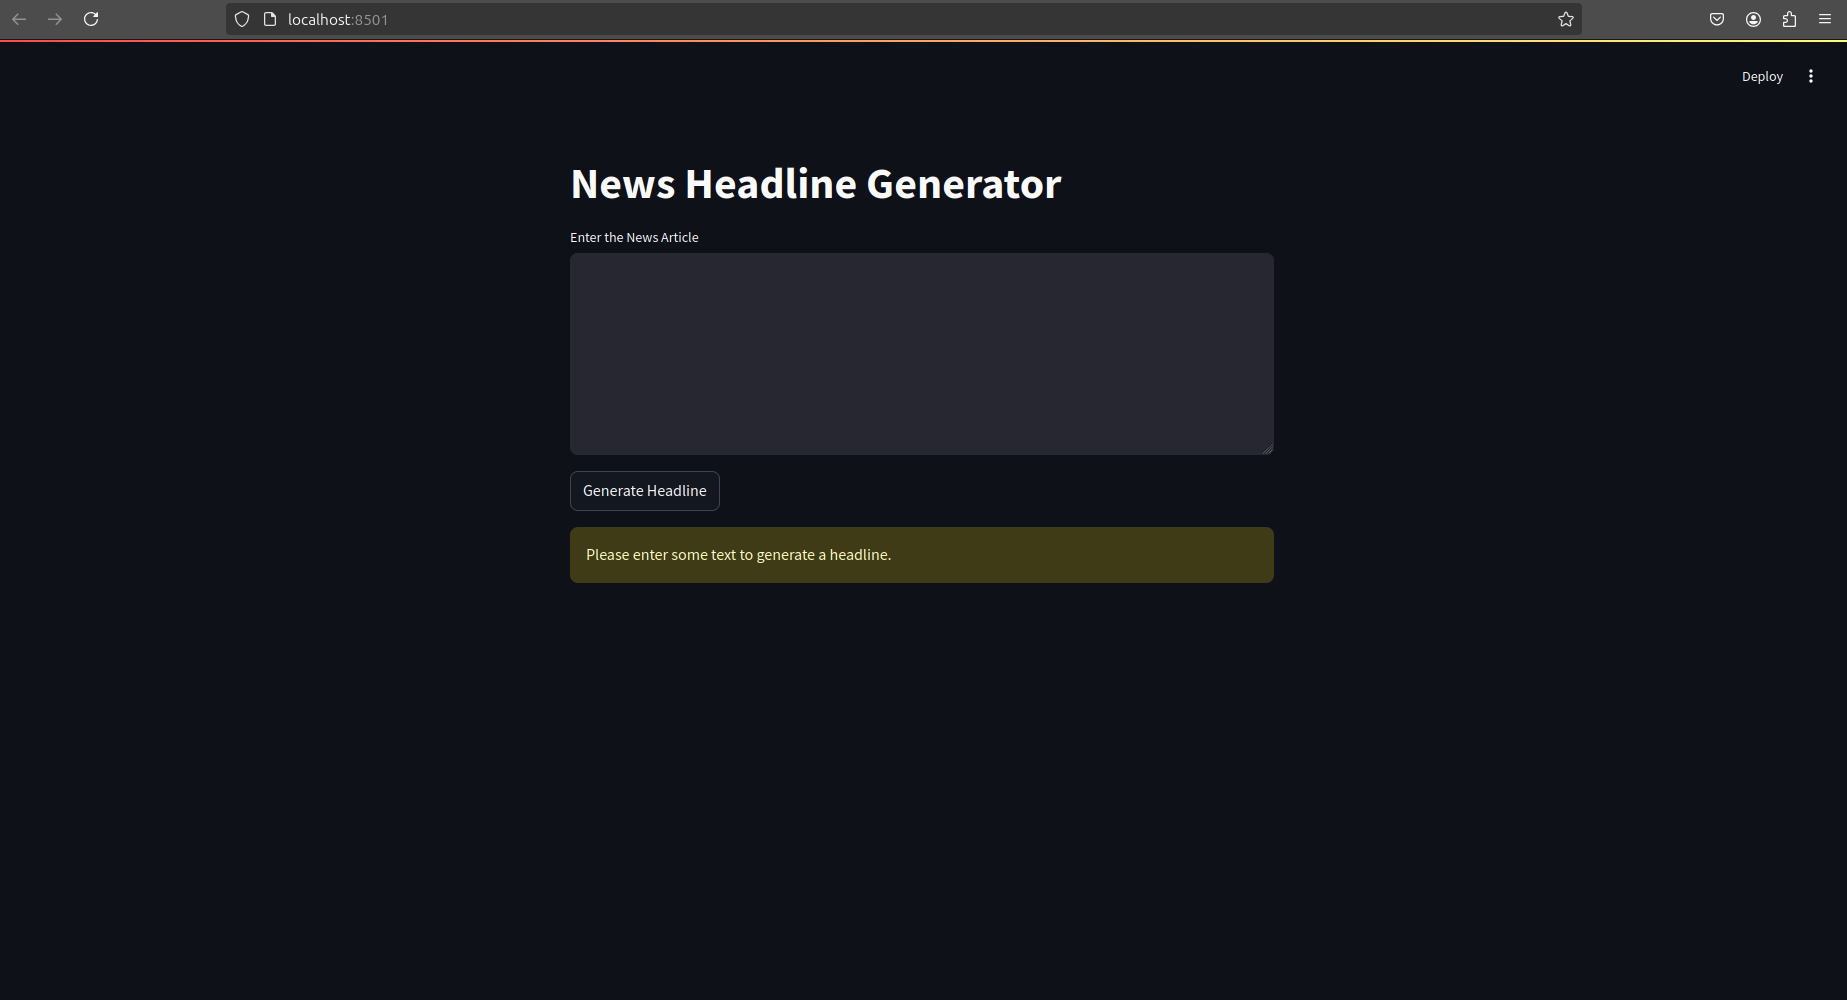 localhost:8501
Deploy
News Headline Generator
Enter the News Article
Generate Headline
Please enter some text to generate a headline.